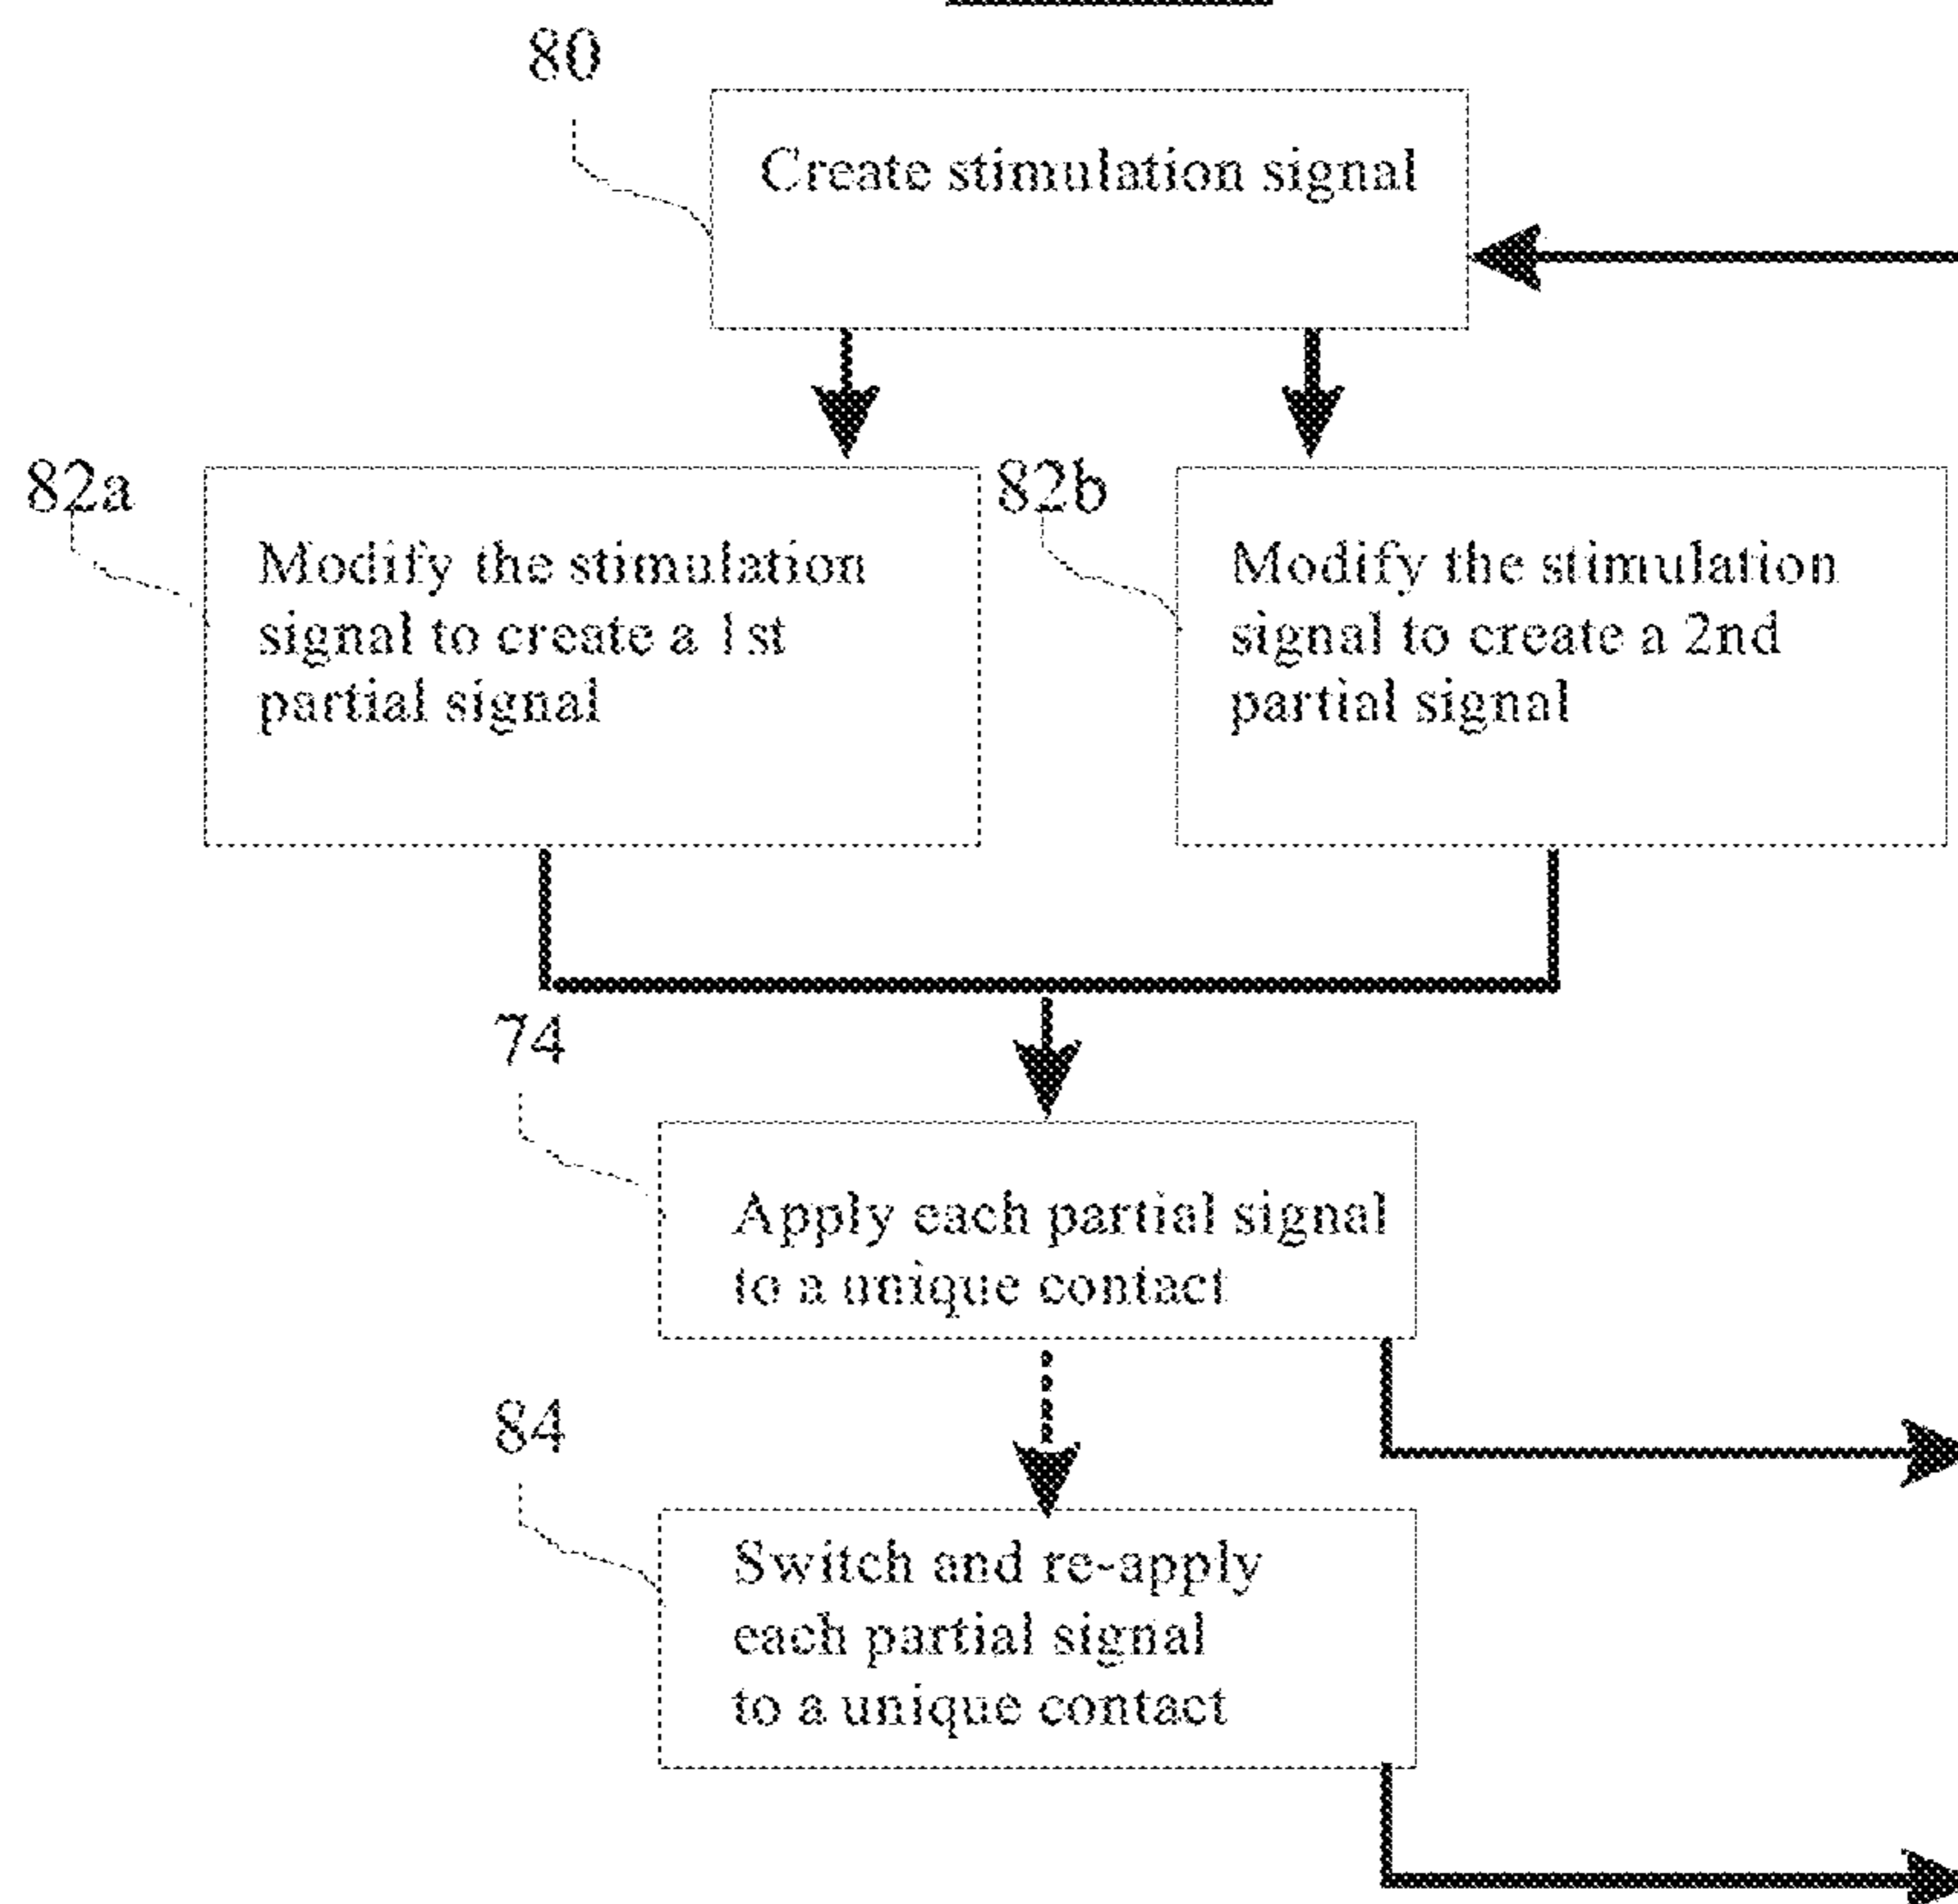 80
Create stimulation signal
82a
Modify the stimulation
signal to create a 1st
partial signal
82b
Modify the stimulation
signal to create a 2nd
partial signal
74
Apply each partial signal
to a unique contact
84
Switch and re-apply
each partial signal
to a unique contact